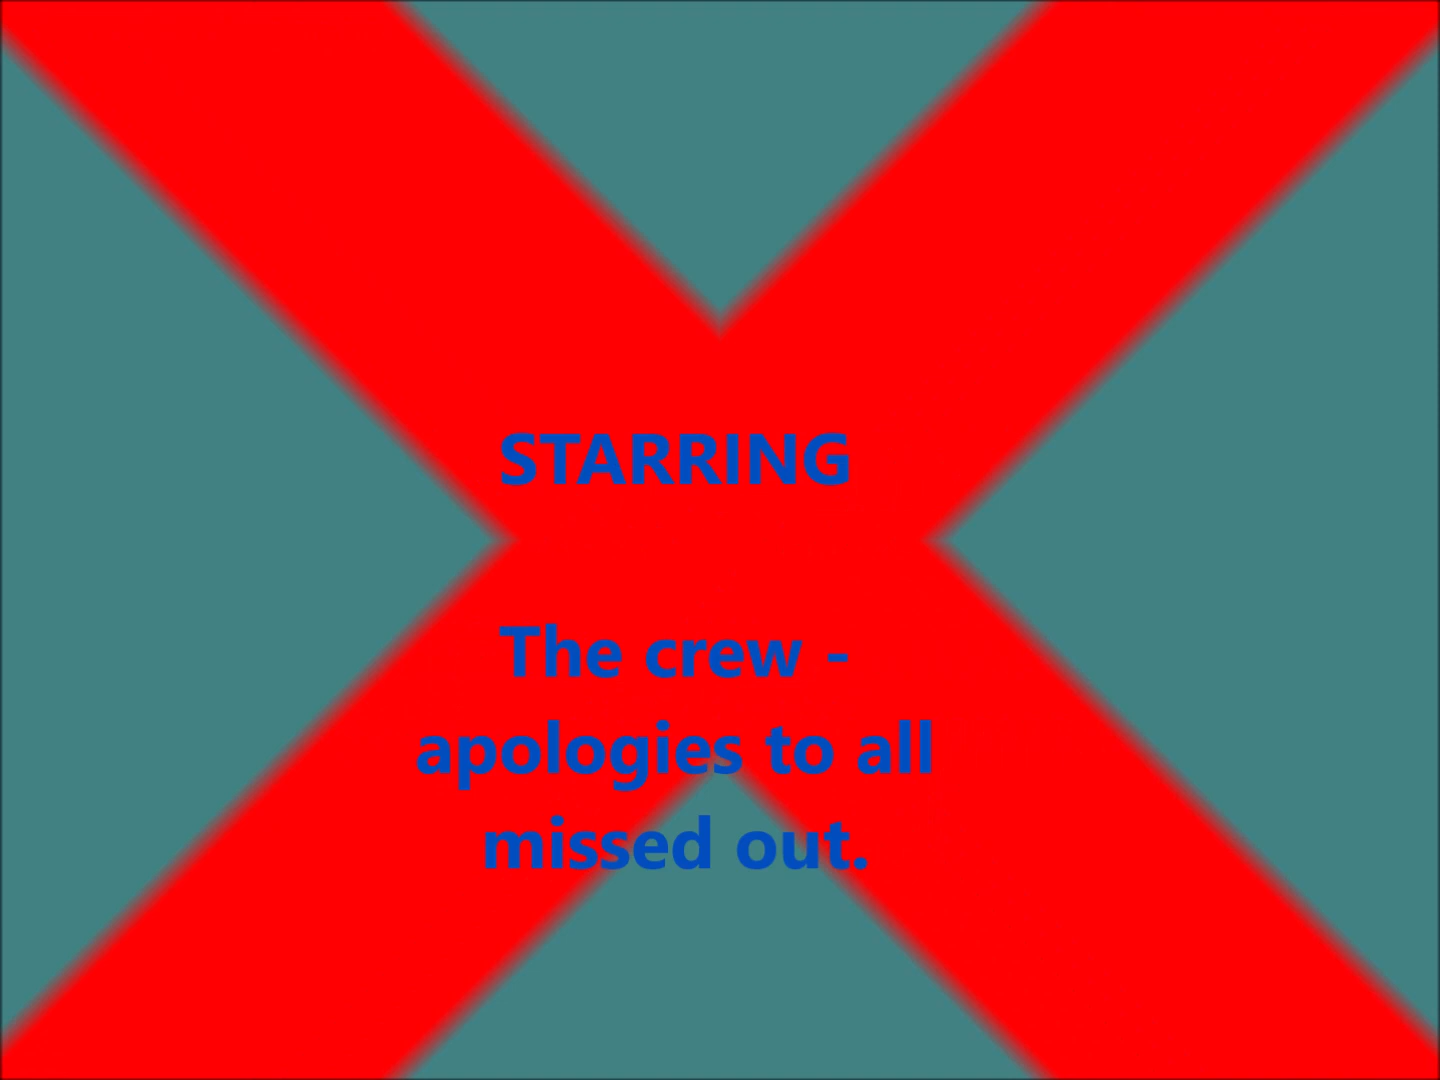 STARRING
The crew -
apologies to all
missed out.